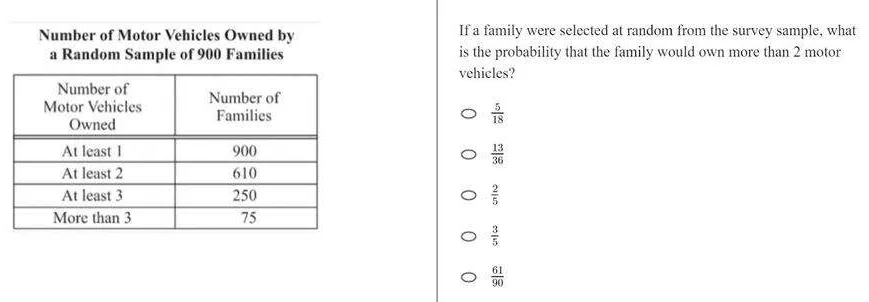 Number of Motor Vehicles Owned by
a Random Sample of 900 Families
Number of
Motor Vehicles
Owned
Number of
Families
At least 1 900
At least 2 610
At least 3 250
More than 3 75
If a family were selected at random from the survey sample, what
is the probability that the family would own more than 2 motor
vehicles?
5/18
13/36
2/5
3/5
61/90